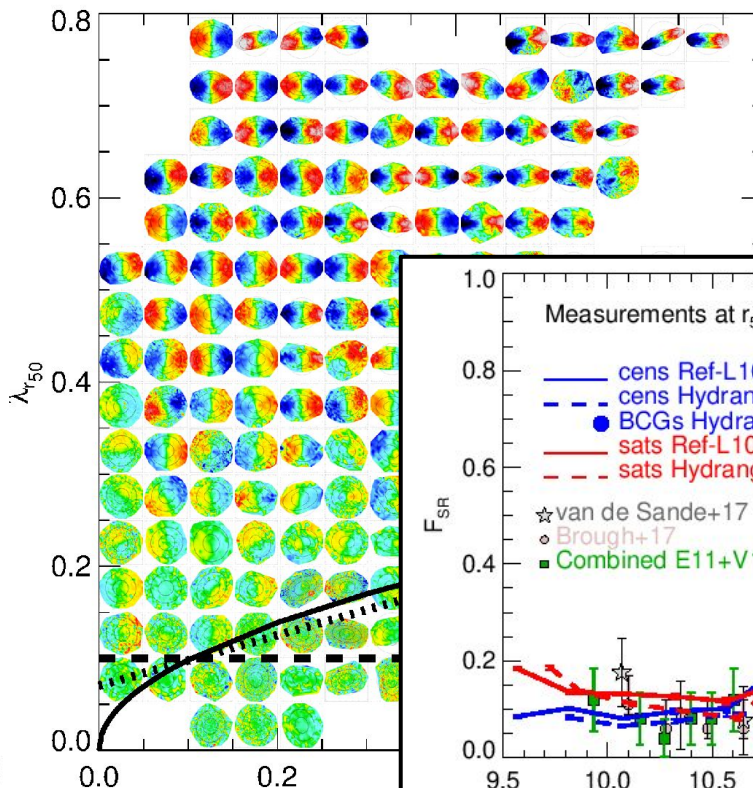 0.8
0.6
0.4
0.2
0.0
λr50
0.0
0.2
1.0
0.8
0.6
0.4
0.2
0.0
FSR
Measurements at r
cens Ref-L10
cens Hydran
BCGs Hydra
sats Ref-L10
sats Hydrang
van de Sande+17
Brough+17
Combined E11+V
9.5
10.0
10.5